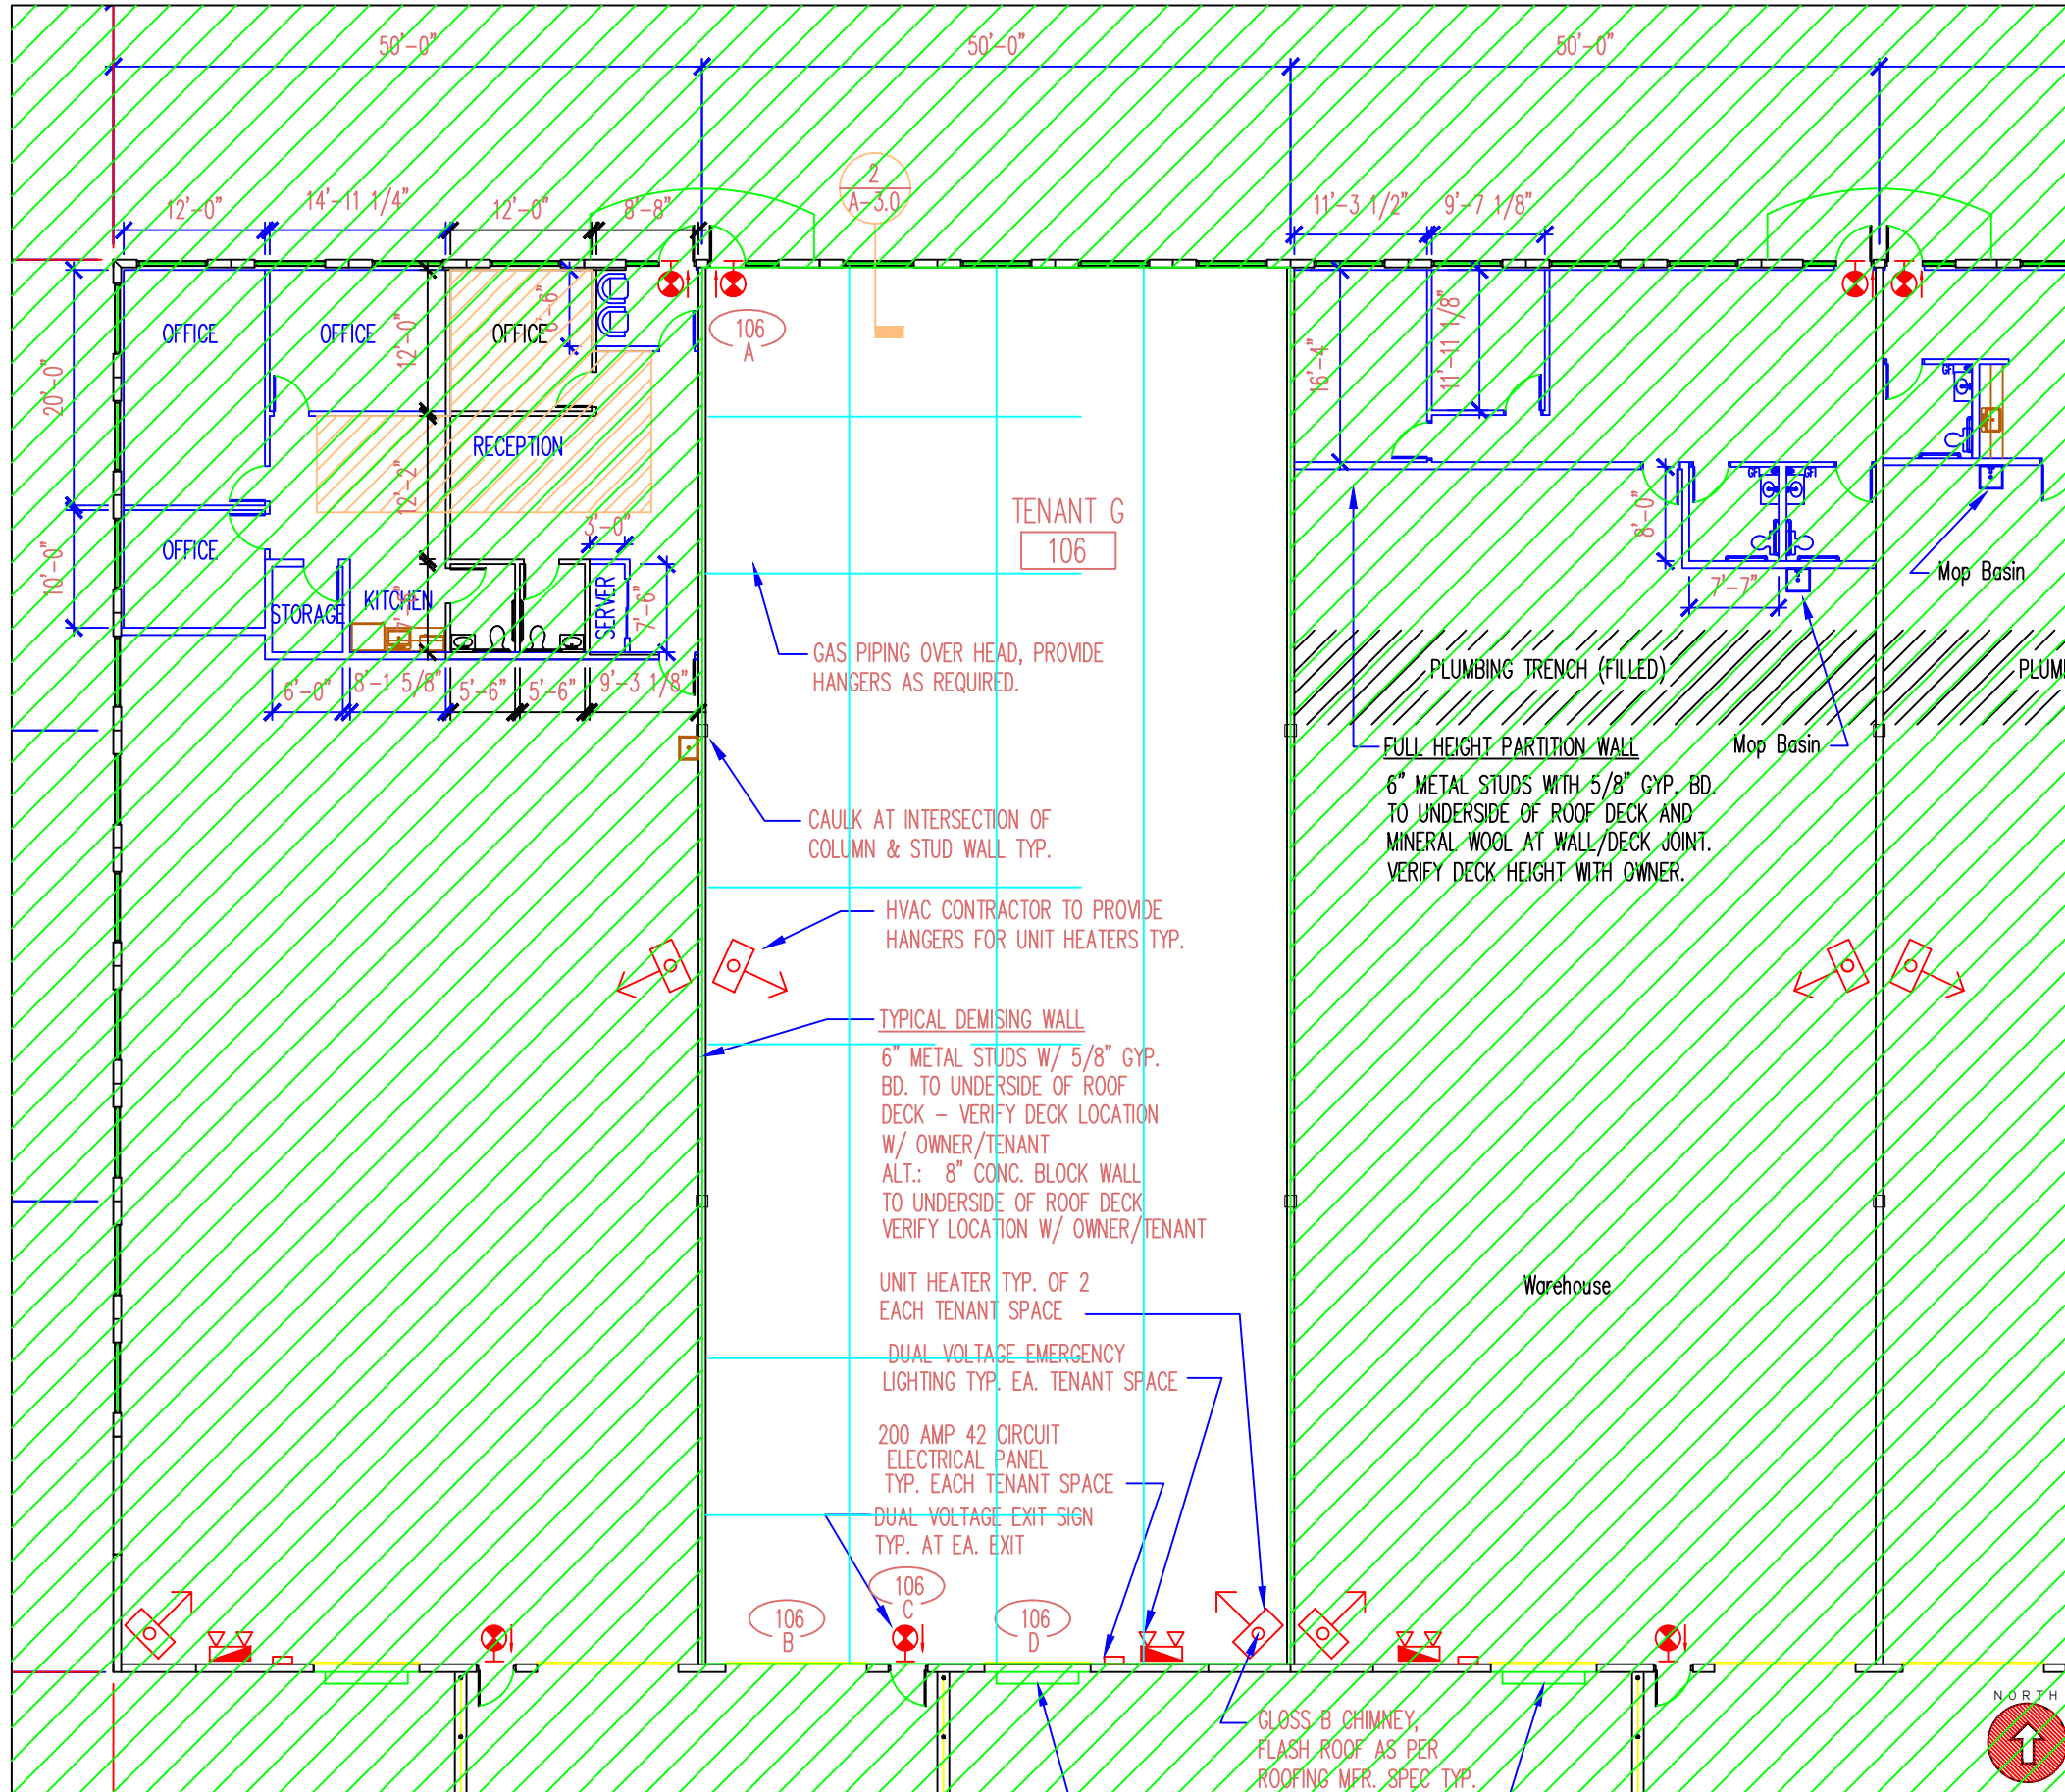 50'-0"
50'-0"
50'-0"
2
A-3.0
12'-0"
14'-11 1/4"
12'-0"
8'-8"
11'-3 1/2"
9'-7 1/8"
OFFICE
OFFICE
OFFICE
6'-6"
12'-0"
20'-0"
106
A
16'-4"
11'-11 1/8"
GFI
RECEPTION
12'-2"
TENANT G
106
3'-0"
GFI
GFI
8'-0"
OFFICE
10'-0"
STORAGE
KITCHEN
7'-6"
SERVER
7'-6"
7'-7"
Mop Basin
GAS PIPING OVER HEAD, PROVIDE
HANGERS AS REQUIRED.
PLUMBING TRENCH (FILLED)
6'-0"
8'-1 5/8"
5'-6"
5'-6"
9'-3 1/8"
FULL HEIGHT PARTITION WALL
Mop Basin
6" METAL STUDS WITH 5/8" GYP. BD.
TO UNDERSIDE OF ROOF DECK AND
MINERAL WOOL AT WALL/DECK JOINT.
VERIFY DECK HEIGHT WITH OWNER.
CAULK AT INTERSECTION OF
COLUMN & STUD WALL TYP.
HVAC CONTRACTOR TO PROVIDE
HANGERS FOR UNIT HEATERS TYP.
TYPICAL DEMISING WALL
6" METAL STUDS W/ 5/8" GYP.
BD. TO UNDERSIDE OF ROOF
DECK - VERIFY DECK LOCATION
W/ OWNER/TENANT
ALT.: 8" CONC. BLOCK WALL
TO UNDERSIDE OF ROOF DECK
VERIFY LOCATION W/ OWNER/TENANT
UNIT HEATER TYP. OF 2
EACH TENANT SPACE
Warehouse
DUAL VOLTAGE EMERGENCY
LIGHTING TYP. EA. TENANT SPACE
200 AMP 42 CIRCUIT
ELECTRICAL PANEL
TYP. EACH TENANT SPACE
DUAL VOLTAGE EXIT SIGN
TYP. AT EA. EXIT
106
C
106
B
106
D
GLOSS B CHIMNEY,
FLASH ROOF AS PER
ROOFING MFR. SPEC TYP.
NORTH